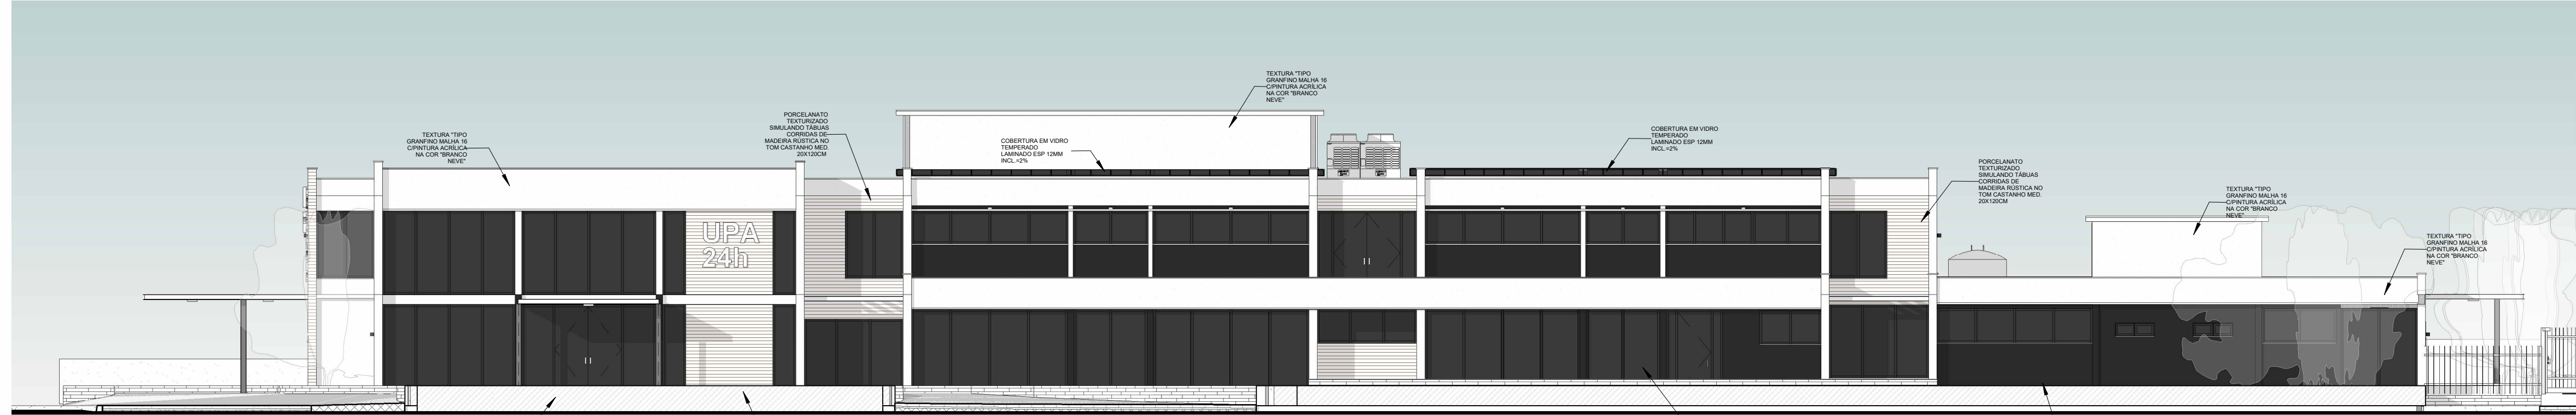 TEXTURA "TIPO
GRANFINO MALHA 16
C/PINTURA ACRÍLICA
NA COR "BRANCO
NEVE"
UPA
24h
PORCELANATO
TEXTURIZADO
SIMULANDO TÁBUAS
CORRIDAS DE
MADEIRA RÚSTICA NO
TOM CASTANHO MED.
20X120CM
COBERTURA EM VIDRO
TEMPERADO
LAMINADO ESP 12MM
INCL.=2%
TEXTURA "TIPO
GRANFINO MALHA 16
C/PINTURA ACRÍLICA
NA COR "BRANCO
NEVE"
COBERTURA EM VIDRO
TEMPERADO
LAMINADO ESP 12MM
INCL.=2%
PORCELANATO
TEXTURIZADO
SIMULANDO TÁBUAS
CORRIDAS DE
MADEIRA RÚSTICA NO
TOM CASTANHO MED.
20X120CM
TEXTURA "TIPO
GRANFINO MALHA 16
C/PINTURA ACRÍLICA
NA COR "BRANCO
NEVE"
TEXTURA "TIPO
GRANFINO MALHA 16
C/PINTURA ACRÍLICA
NA COR "BRANCO
NEVE"